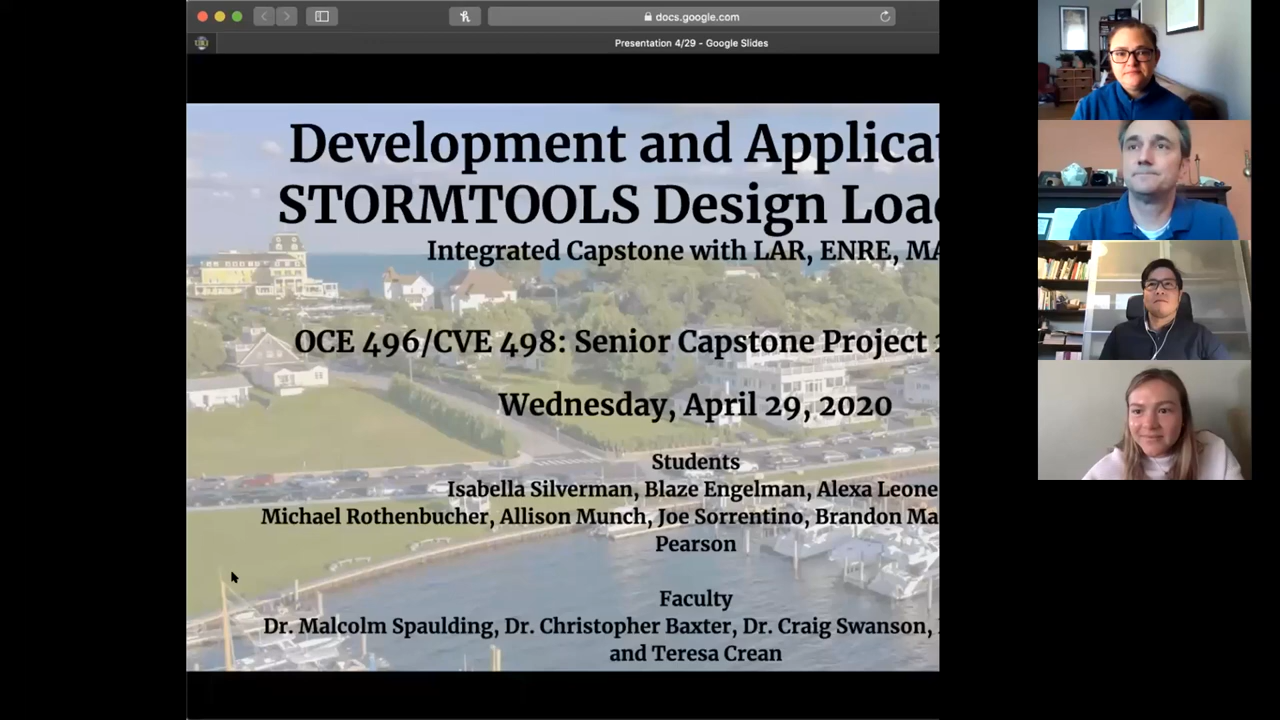 docs.google.com
Presentation 4/29 - Google Slides
Development and Applicat
STORMTOOLS Design Load
Integrated Capstone with LAR, ENRE, MA
OCE 496/CVE 498: Senior Capstone Project 2
Wednesday, April 29, 2020
Students
Isabella Silverman, Blaze Engelman, Alexa Leone
Michael Rothenbucher, Allison Munch, Joe Sorrentino, Brandon Ma
Pearson
Faculty
Dr. Malcolm Spaulding, Dr. Christopher Baxter, Dr. Craig Swanson,
and Teresa Crean